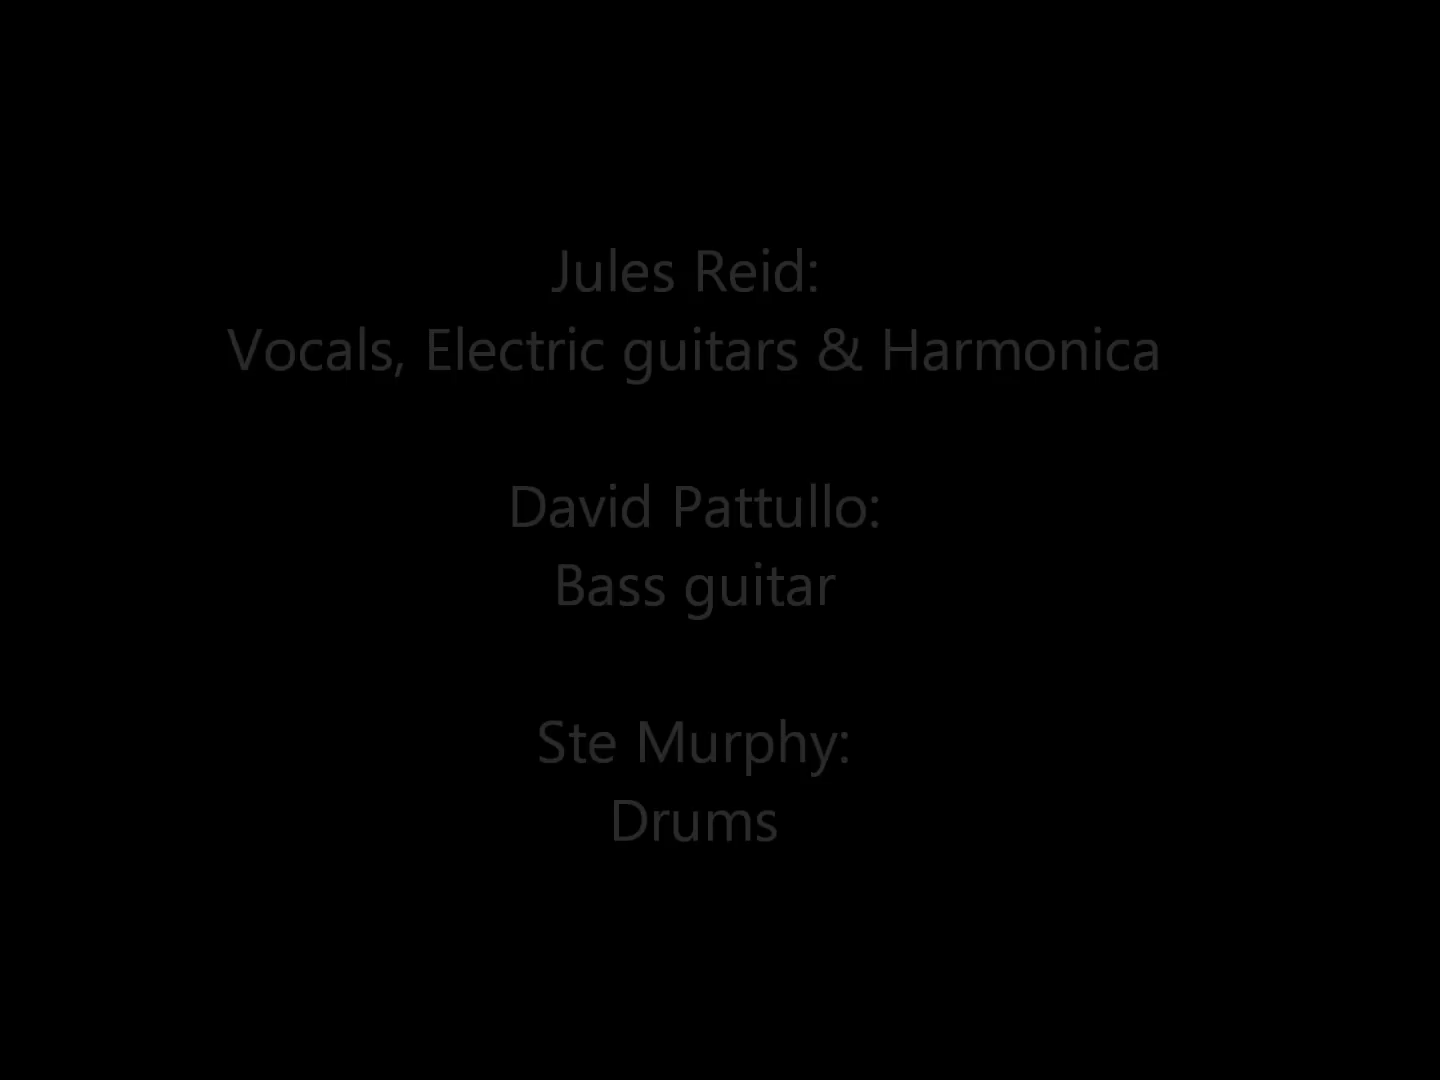 Jules Reid:
Vocals, Electric guitars & Harmonica
David Pattullo:
Bass guitar
Ste Murphy:
Drums